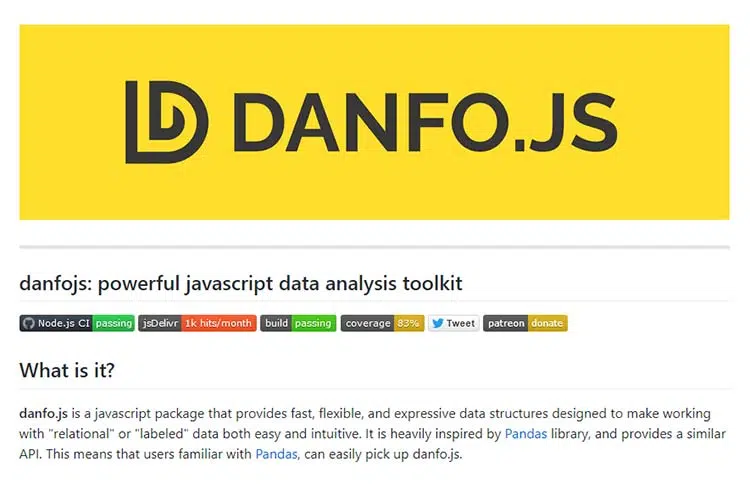 DANFO.JS
danfojs: powerful javascript data analysis toolkit
Node.js CI passing jsDelivr 1k hits/month build passing coverage 83% Tweet patreon donate
What is it?
danfo.js is a javascript package that provides fast, flexible, and expressive data structures designed to make working
with "relational" or "labeled" data both easy and intuitive. It is heavily inspired by Pandas library, and provides a similar
API. This means that users familiar with Pandas, can easily pick up danfo.js.